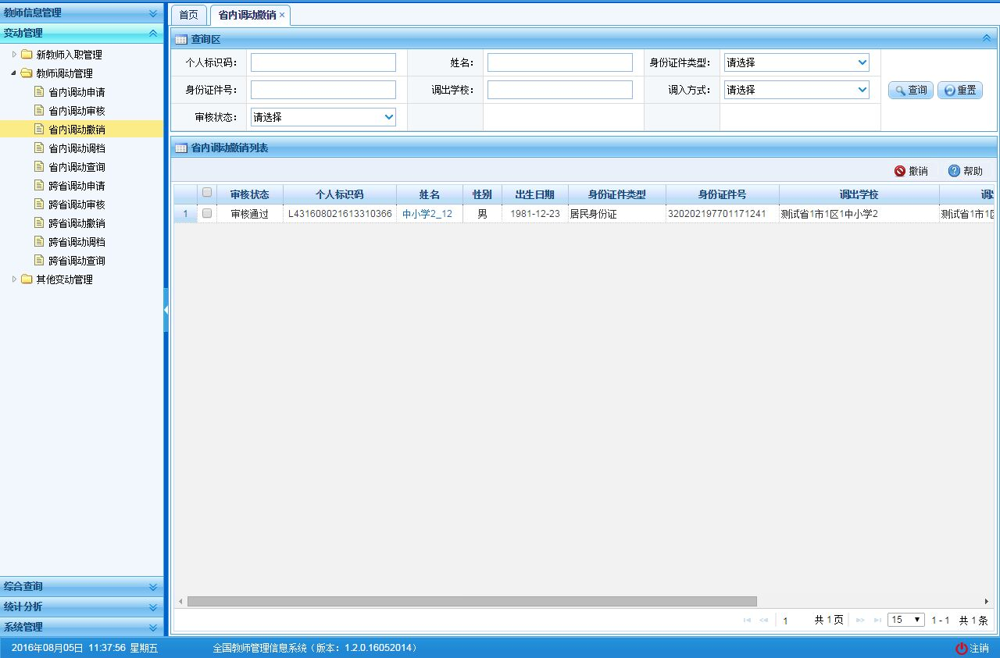 教师信息管理
变动管理
新教师入职管理
教师调动管理
省内调动申请
省内调动审核
省内调动撤销
省内调动调档
省内调动查询
跨省调动申请
跨省调动审核
跨省调动撤销
跨省调动调档
跨省调动查询
其他变动管理
综合查询
统计分析
系统管理
首页 省内调动撤销 ×
查询区
个人标识码: 姓名: 身份证件类型: 请选择
身份证件号: 调出学校: 调入方式: 请选择
查询 重置
审核状态: 请选择
省内调动撤销列表
撤销 帮助
审核状态 个人标识码 姓名 性别 出生日期 身份证件类型 身份证件号 调出学校
1 审核通过 L431608021613310366 中小学2_12 男 1981-12-23 居民身份证 320202197701171241 测试省1市1区1中小学2 测试省1市1区
1 共 1 页 15 1 - 1 共 1 条
2016年08月05日 11:37:56 星期五 全国教师管理信息系统（版本：1.2.0.16052014） 注销